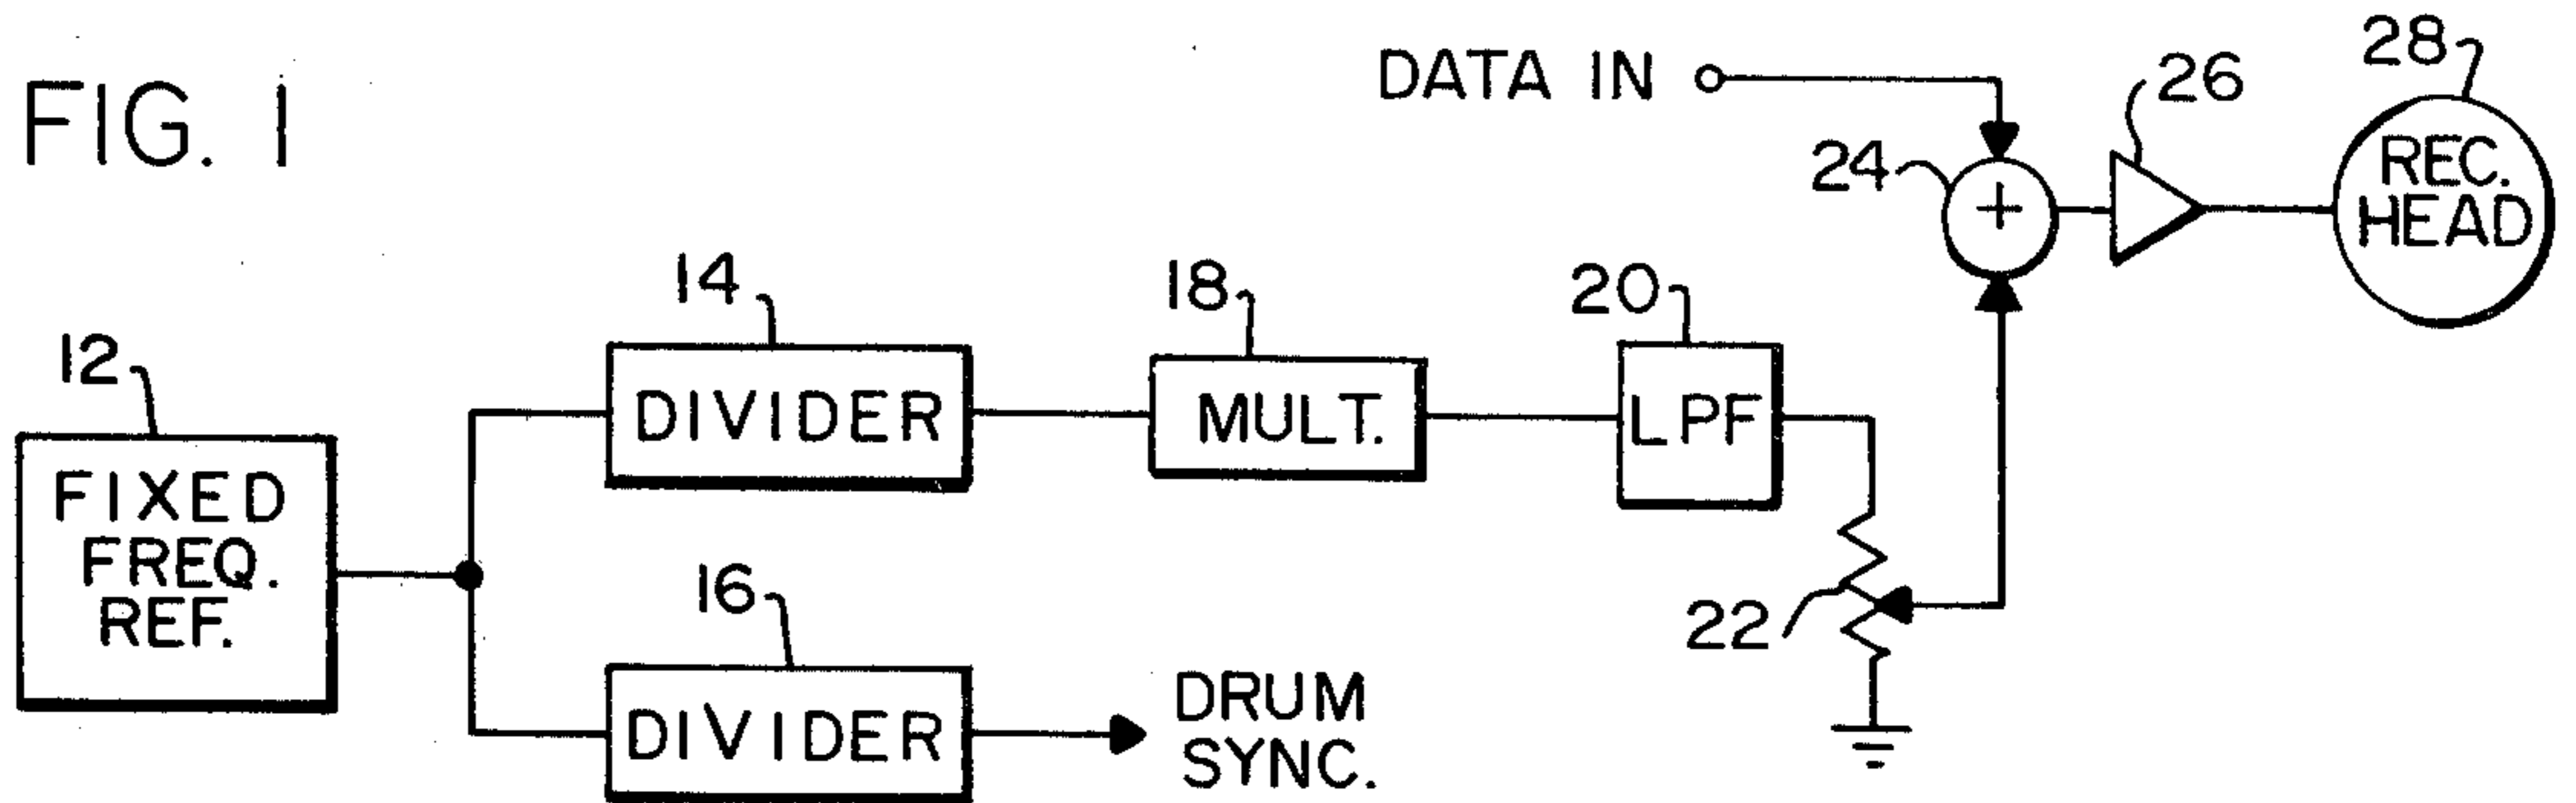 FIG. 1
DATA IN
28
26
24
REC.
HEAD
14
18
20
12
DIVIDER
MULT.
LPF
FIXED
FREQ.
REF.
16
22
DIVIDER
DRUM
SYNC.
+